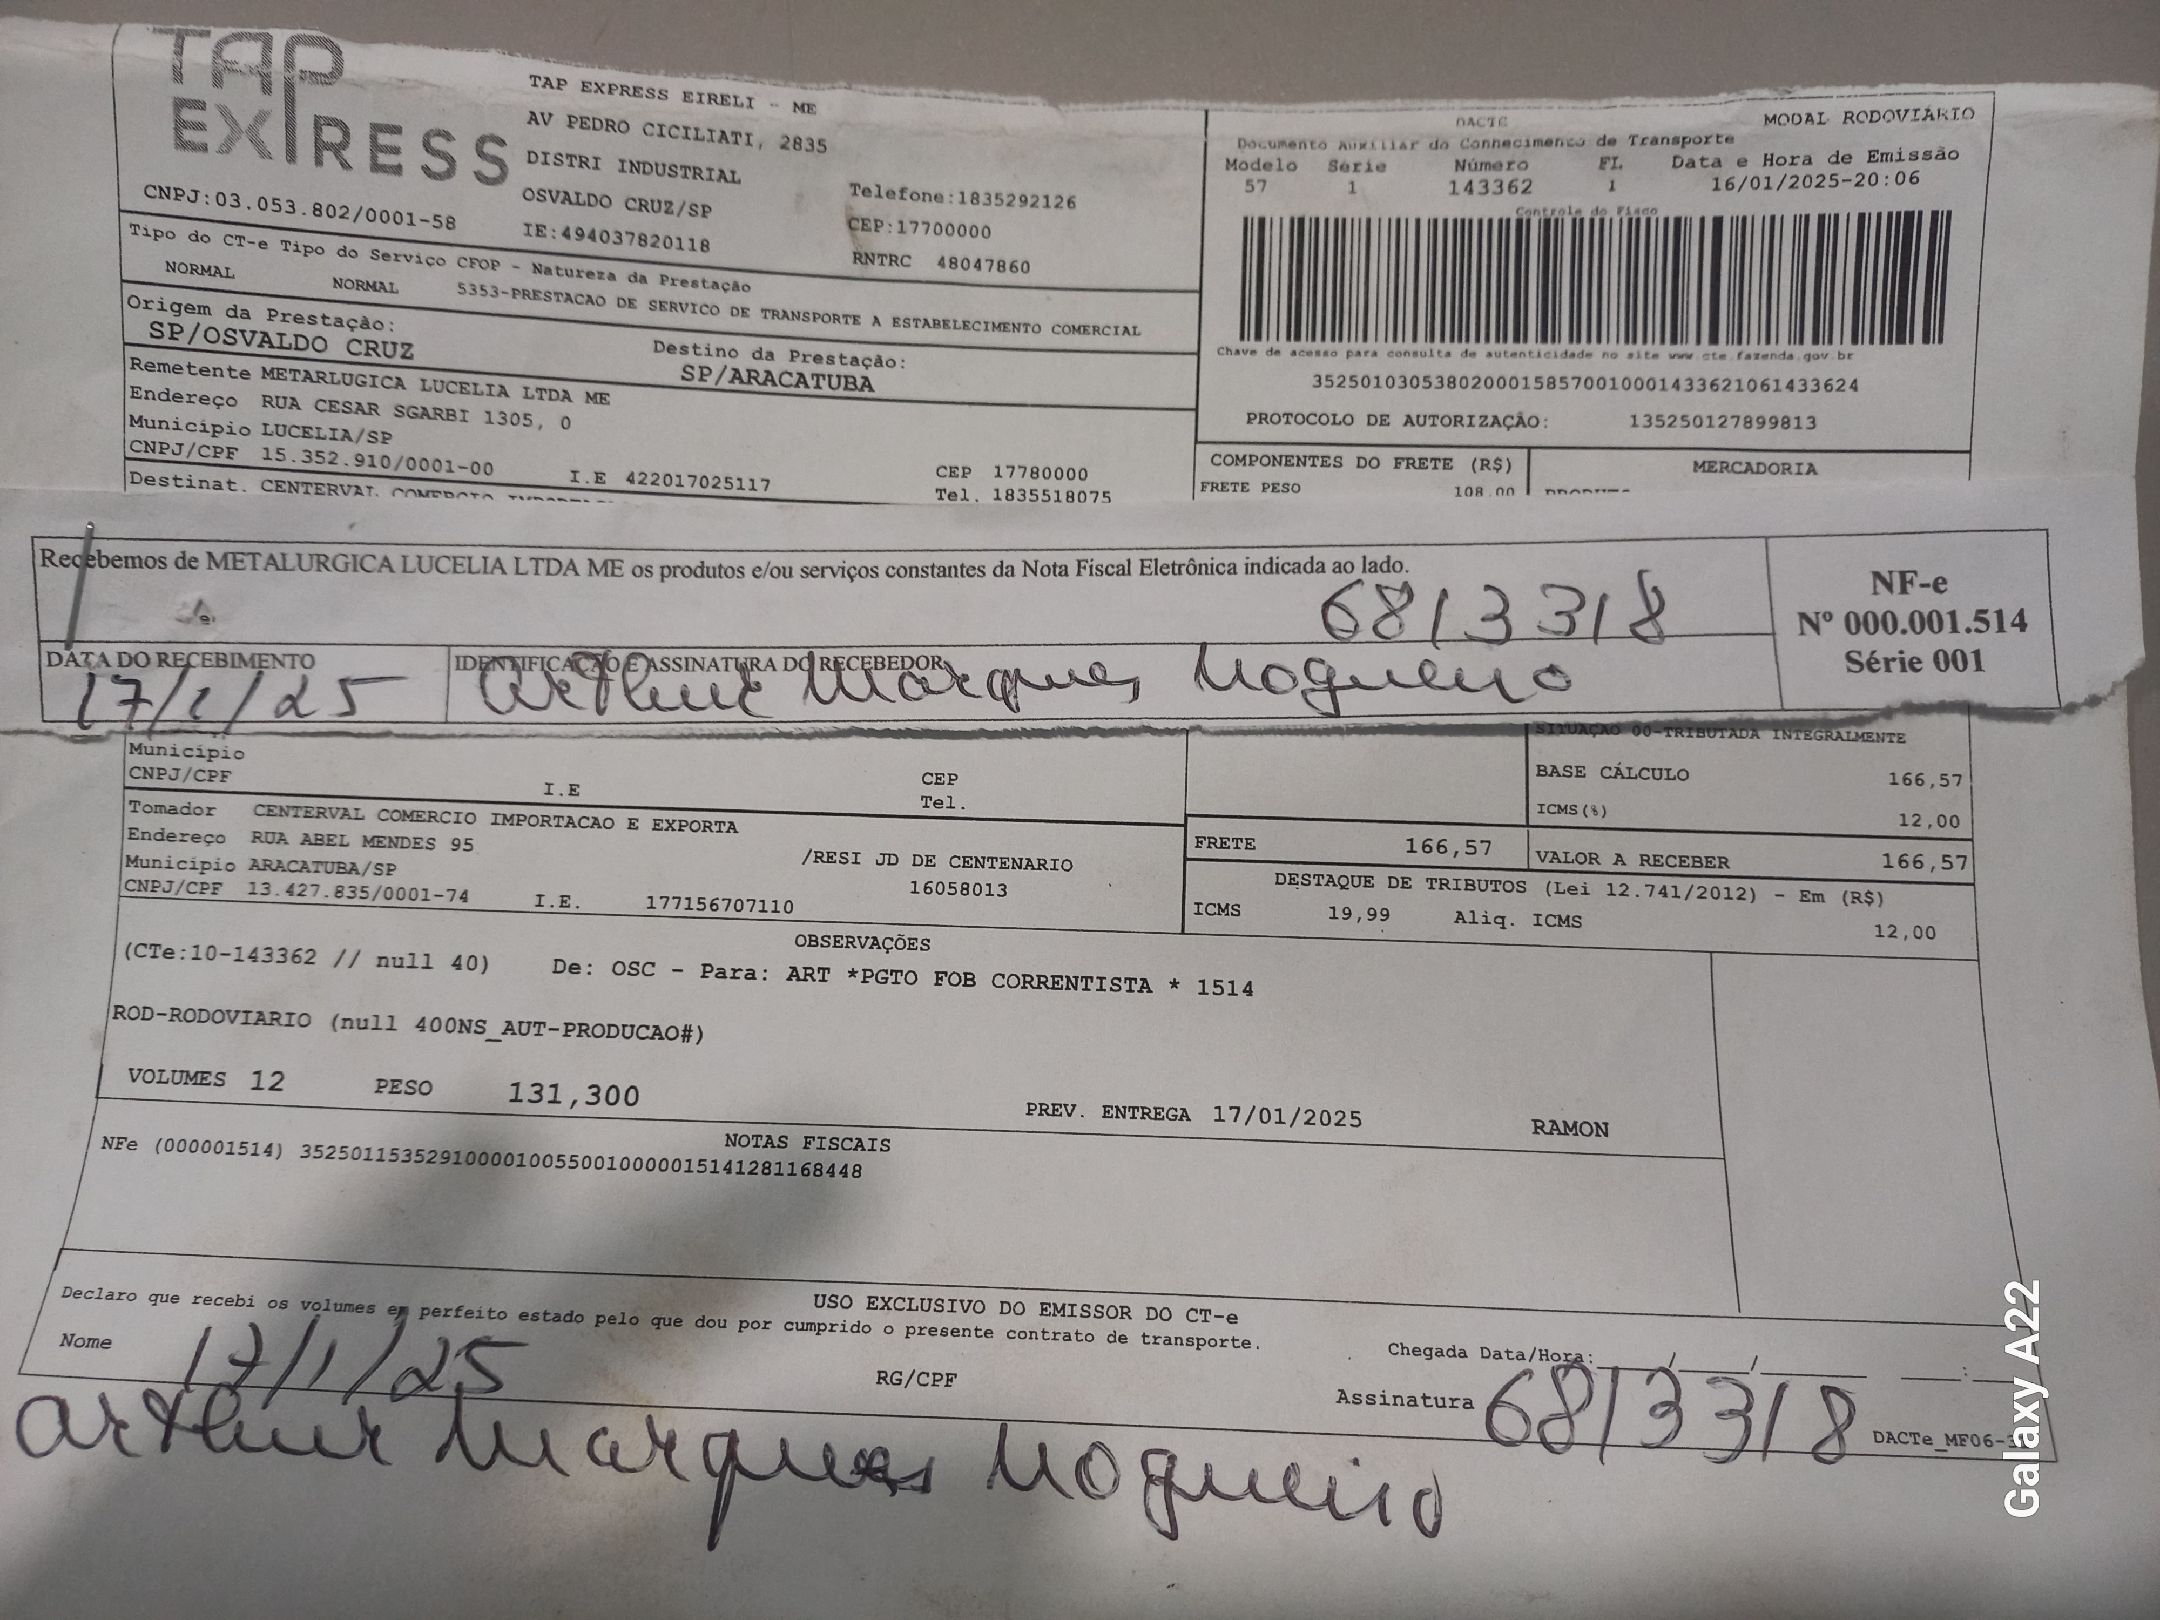 TAP EXPRESS
TAP EXPRESS EIRELI - ME
AV PEDRO CICILIATI, 2835
DISTRI INDUSTRIAL
OSVALDO CRUZ/SP
Telefone:1835292126
CNPJ:03.053.802/0001-58
IE:494037820118
CEP:17700000
RNTRC 48047860
DACTE MODAL RODOVIÁRIO
Documento Auxiliar do Conhecimento de Transporte
Modelo Série Número FL Data e Hora de Emissão
57 1 143362 1 16/01/2025-20:06
Controle do Fisco
Tipo do CT-e Tipo do Serviço CFOP - Natureza da Prestação
NORMAL NORMAL 5353-PRESTACAO DE SERVICO DE TRANSPORTE A ESTABELECIMENTO COMERCIAL
Origem da Prestação:
SP/OSVALDO CRUZ
Destino da Prestação:
SP/ARACATUBA
Chave de acesso para consulta de autenticidade no site www.cte.fazenda.gov.br
35250103053802000158570010001433621061433624
PROTOCOLO DE AUTORIZAÇÃO: 135250127899813
Remetente METARLUGICA LUCELIA LTDA ME
Endereço RUA CESAR SGARBI 1305, 0
Município LUCELIA/SP
CNPJ/CPF 15.352.910/0001-00 I.E 422017025117
CEP 17780000
Tel. 1835518075
Destinat. CENTERVAL COMERCIO
COMPONENTES DO FRETE (R$) MERCADORIA
FRETE PESO 108.00
Recebemos de METALURGICA LUCELIA LTDA ME os produtos e/ou serviços constantes da Nota Fiscal Eletrônica indicada ao lado.
6813318
NF-e
Nº 000.001.514
Série 001
DATA DO RECEBIMENTO IDENTIFICAÇÃO E ASSINATURA DO RECEBEDOR
17/1/25 Arthur Marques Nogueiro
Município
CNPJ/CPF I.E CEP
Tel.
SITUAÇÃO 00-TRIBUTADA INTEGRALMENTE
BASE CÁLCULO 166,57
ICMS(%) 12,00
Tomador CENTERVAL COMERCIO IMPORTACAO E EXPORTA
Endereço RUA ABEL MENDES 95 /RESI JD DE CENTENARIO
Município ARACATUBA/SP 16058013
CNPJ/CPF 13.427.835/0001-74 I.E. 177156707110
FRETE 166,57 VALOR A RECEBER 166,57
DESTAQUE DE TRIBUTOS (Lei 12.741/2012) - Em (R$)
ICMS 19,99 Aliq. ICMS 12,00
OBSERVAÇÕES
(CTe:10-143362 // null 40) De: OSC - Para: ART *PGTO FOB CORRENTISTA * 1514
ROD-RODOVIARIO (null 400NS_AUT-PRODUCAO#)
VOLUMES 12 PESO 131,300 PREV. ENTREGA 17/01/2025 RAMON
NOTAS FISCAIS
NFe (000001514) 35250115352910000100550010000015141281168448
USO EXCLUSIVO DO EMISSOR DO CT-e
Declaro que recebi os volumes em perfeito estado pelo que dou por cumprido o presente contrato de transporte.
Nome RG/CPF Chegada Data/Hora: / / :
17/1/25 Assinatura 6813318
DACTe_MF06-
Arthur Marques Nogueiro
Galaxy A22